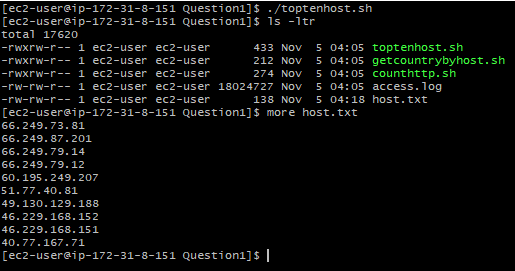 [ec2-user@ip-172-31-8-151 Question1]$ ./toptenhost.sh
[ec2-user@ip-172-31-8-151 Question1]$ ls -ltr
total 17620
-rwxrw-r-- 1 ec2-user ec2-user      433 Nov  5 04:05 toptenhost.sh
-rwxrw-r-- 1 ec2-user ec2-user      212 Nov  5 04:05 getcountrybyhost.sh
-rwxrw-r-- 1 ec2-user ec2-user      274 Nov  5 04:05 counthttp.sh
-rw-rw-r-- 1 ec2-user ec2-user 18024727 Nov  5 04:05 access.log
-rw-rw-r-- 1 ec2-user ec2-user      138 Nov  5 04:18 host.txt
[ec2-user@ip-172-31-8-151 Question1]$ more host.txt
66.249.73.81
66.249.87.201
66.249.79.14
66.249.79.12
60.195.249.207
51.77.40.81
49.130.129.188
46.229.168.152
46.229.168.151
40.77.167.71
[ec2-user@ip-172-31-8-151 Question1]$